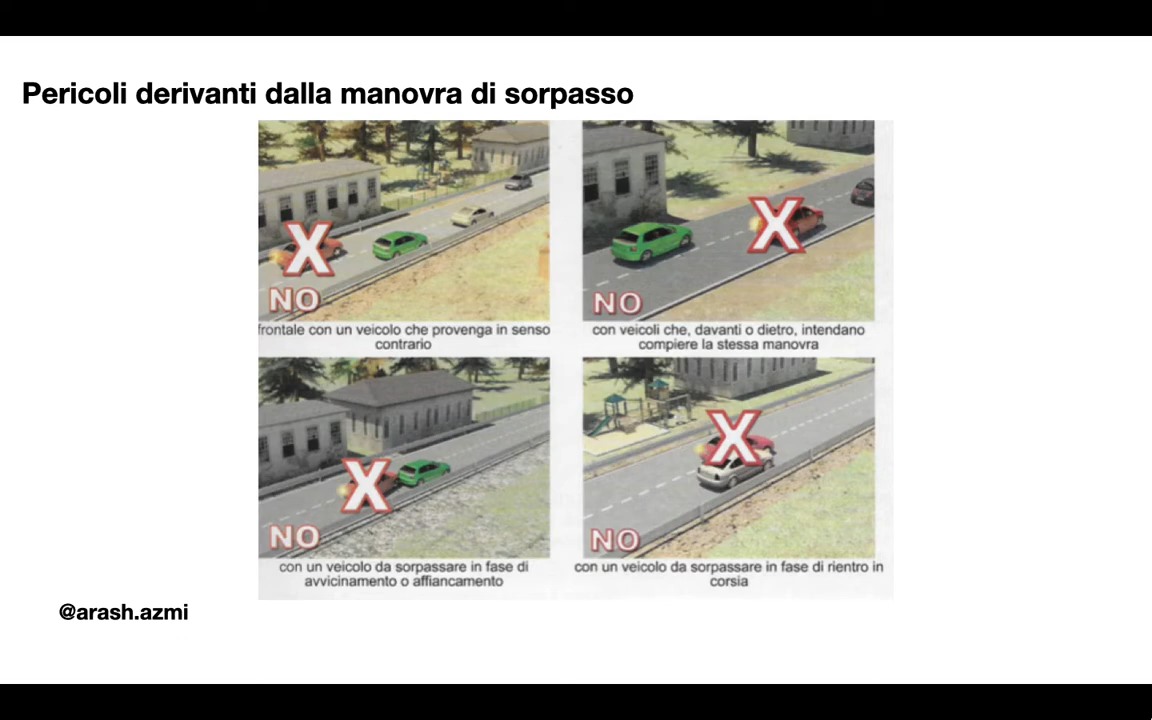 Pericoli derivanti dalla manovra di sorpasso
X
NO
frontale con un veicolo che provenga in senso
contrario
X
NO
con veicoli che, davanti o dietro, intendano
compiere la stessa manovra
X
NO
con un veicolo da sorpassare in fase di
avvicinamento o affiancamento
X
NO
con un veicolo da sorpassare in fase di rientro in
corsia
@arash.azmi